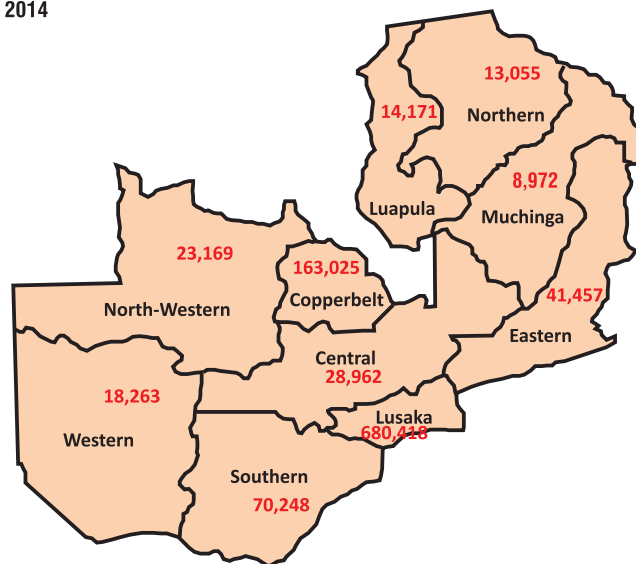 2014
13,055
Northern
14,171
8,972
Luapula
Muchinga
23,169
163,025
Copperbelt
North-Western
41,457
Eastern
Central
28,962
18,263
Western
Lusaka
680,418
Southern
70,248